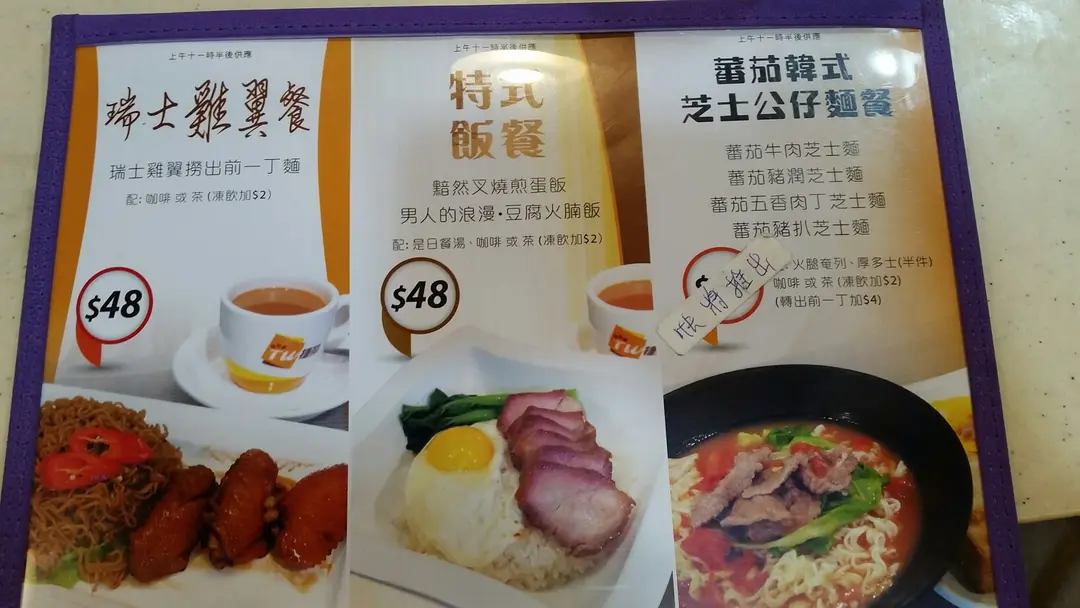 上午十一時半後供應
瑞士雞翼餐
瑞士雞翼撈出前一丁麵
配: 咖啡 或 茶 (凍飲加$2)
$48
TW
上午十一時半後供應
特式
飯餐
黯然叉燒煎蛋飯
男人的浪漫•豆腐火腩飯
配: 是日餐湯、咖啡 或 茶 (凍飲加$2)
$48
TW
上午十一時半後供應
蕃茄韓式
芝士公仔麵餐
蕃茄牛肉芝士麵
蕃茄豬潤芝士麵
蕃茄五香肉丁芝士麵
蕃茄豬扒芝士麵
火腿奄列、厚多士(半件)
咖啡 或 茶 (凍飲加$2)
(轉出前一丁加$4)
快將推出